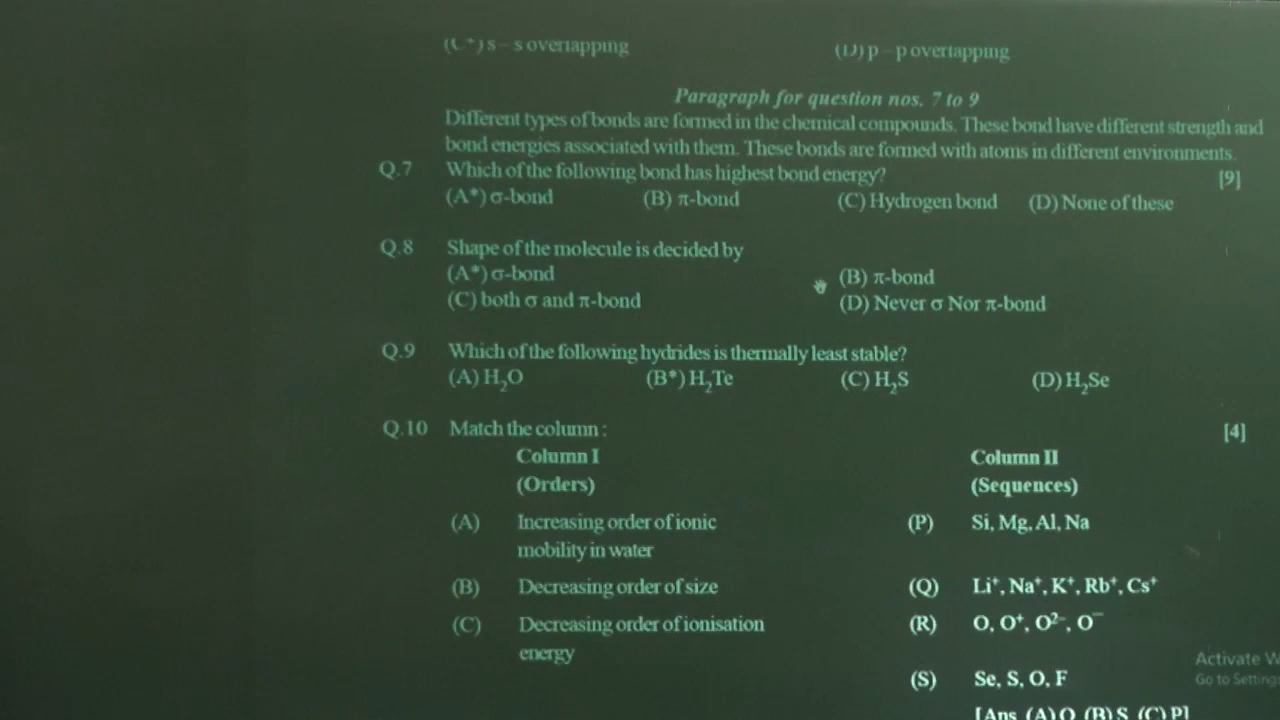 (C*) s – s overlapping (D) p – p overlapping
Paragraph for question nos. 7 to 9
Different types of bonds are formed in the chemical compounds. These bond have different strength and
bond energies associated with them. These bonds are formed with atoms in different environments.
Q.7 Which of the following bond has highest bond energy? [9]
(A*) σ-bond (B) π-bond (C) Hydrogen bond (D) None of these
Q.8 Shape of the molecule is decided by
(A*) σ-bond (B) π-bond
(C) both σ and π-bond (D) Never σ Nor π-bond
Q.9 Which of the following hydrides is thermally least stable?
(A) H₂O (B*) H₂Te (C) H₂S (D) H₂Se
Q.10 Match the column : [4]
Column I Column II
(Orders) (Sequences)
(A) Increasing order of ionic (P) Si, Mg, Al, Na
mobility in water
(B) Decreasing order of size (Q) Li⁺, Na⁺, K⁺, Rb⁺, Cs⁺
(C) Decreasing order of ionisation (R) O, O⁺, O²⁻, O⁻
energy
(S) Se, S, O, F
Activate W
Go to Setting
[Ans. (A) Q, (B) S, (C) P]